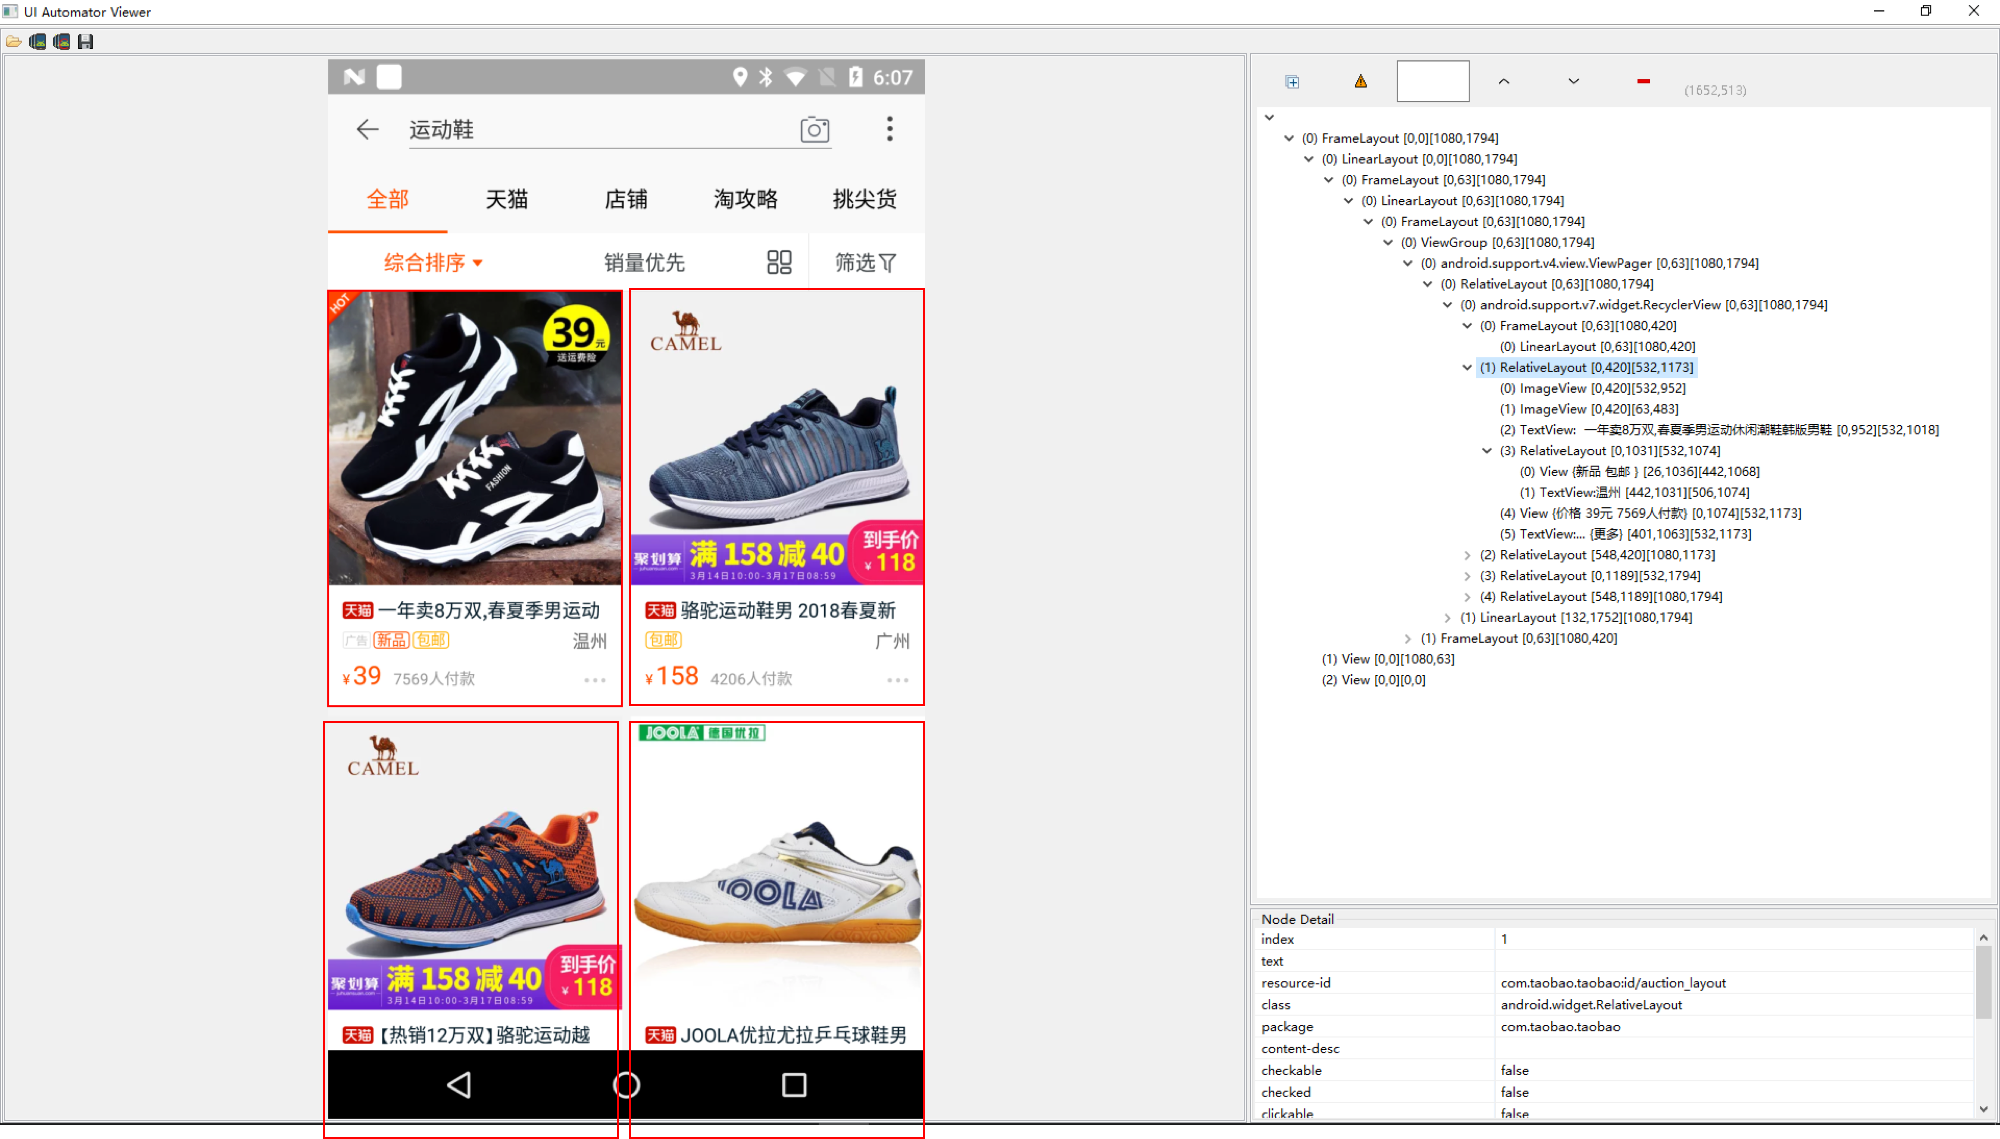 UI Automator Viewer
6:07
运动鞋
全部 天猫 店铺 淘攻略 挑尖货
综合排序 销量优先 筛选
HOT
39元
送运费险
FASHION
天猫 一年卖8万双,春夏季男运动
广告 新品 包邮 温州
¥39 7569人付款
CAMEL
聚划算 满 158 减 40 到手价
3月14日10:00-3月17日08:59 ¥118
天猫 骆驼运动鞋男 2018春夏新
包邮 广州
¥158 4206人付款
CAMEL
聚划算 满 158 减 40 到手价
3月14日10:00-3月17日08:59 ¥118
天猫 【热销12万双】骆驼运动越
JOOLA 德国优拉
JOOLA
天猫 JOOLA优拉尤拉乒乓球鞋男
(1652,513)
(0) FrameLayout [0,0][1080,1794]
(0) LinearLayout [0,0][1080,1794]
(0) FrameLayout [0,63][1080,1794]
(0) LinearLayout [0,63][1080,1794]
(0) FrameLayout [0,63][1080,1794]
(0) ViewGroup [0,63][1080,1794]
(0) android.support.v4.view.ViewPager [0,63][1080,1794]
(0) RelativeLayout [0,63][1080,1794]
(0) android.support.v7.widget.RecyclerView [0,63][1080,1794]
(0) FrameLayout [0,63][1080,420]
(0) LinearLayout [0,63][1080,420]
(1) RelativeLayout [0,420][532,1173]
(0) ImageView [0,420][532,952]
(1) ImageView [0,420][63,483]
(2) TextView: 一年卖8万双,春夏季男运动休闲潮鞋韩版男鞋 [0,952][532,1018]
(3) RelativeLayout [0,1031][532,1074]
(0) View {新品 包邮 } [26,1036][442,1068]
(1) TextView:温州 [442,1031][506,1074]
(4) View {价格 39元 7569人付款} [0,1074][532,1173]
(5) TextView:... {更多} [401,1063][532,1173]
(2) RelativeLayout [548,420][1080,1173]
(3) RelativeLayout [0,1189][532,1794]
(4) RelativeLayout [548,1189][1080,1794]
(1) LinearLayout [132,1752][1080,1794]
(1) FrameLayout [0,63][1080,420]
(1) View [0,0][1080,63]
(2) View [0,0][0,0]
Node Detail
index 1
text
resource-id com.taobao.taobao:id/auction_layout
class android.widget.RelativeLayout
package com.taobao.taobao
content-desc
checkable false
checked false
clickable false